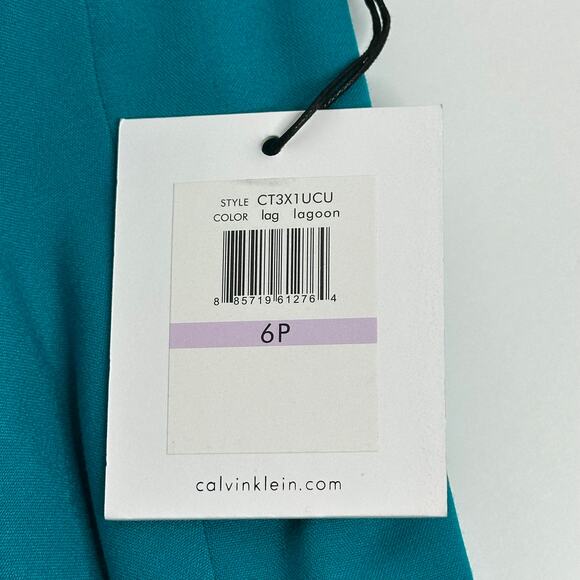 STYLE CT3X1UCU
COLOR lag lagoon
8 85719 61276 4
6P
calvinklein.com